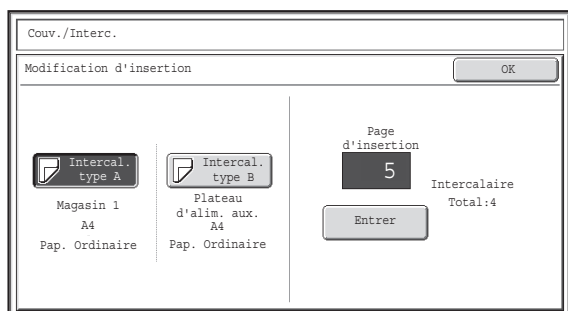 Couv./Interc.
Modification d'insertion
OK
Intercal.
type A
Magasin 1
A4
Pap. Ordinaire
Intercal.
type B
Plateau
d'alim. aux.
A4
Pap. Ordinaire
Page
d'insertion
5
Intercalaire
Total:4
Entrer